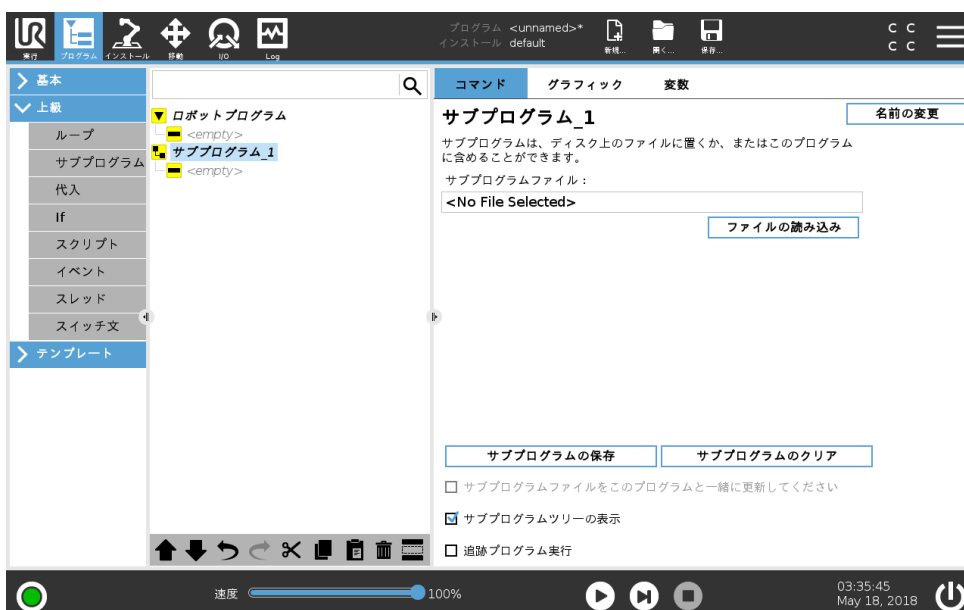 プログラム <unnamed>*
インストール default
UR
実行
プログラム
インストール
移動
I/O
Log
新規...
開く...
保存...
C C
C C
基本
上級
ループ
サブプログラム
代入
If
スクリプト
イベント
スレッド
スイッチ文
テンプレート
ロボットプログラム
<empty>
サブプログラム_1
<empty>
コマンド グラフィック 変数
サブプログラム_1
名前の変更
サブプログラムは、ディスク上のファイルに置くか、またはこのプログラム
に含めることができます。
サブプログラムファイル：
<No File Selected>
ファイルの読み込み
サブプログラムの保存
サブプログラムのクリア
サブプログラムファイルをこのプログラムと一緒に更新してください
サブプログラムツリーの表示
追跡プログラム実行
速度
100%
03:35:45
May 18, 2018